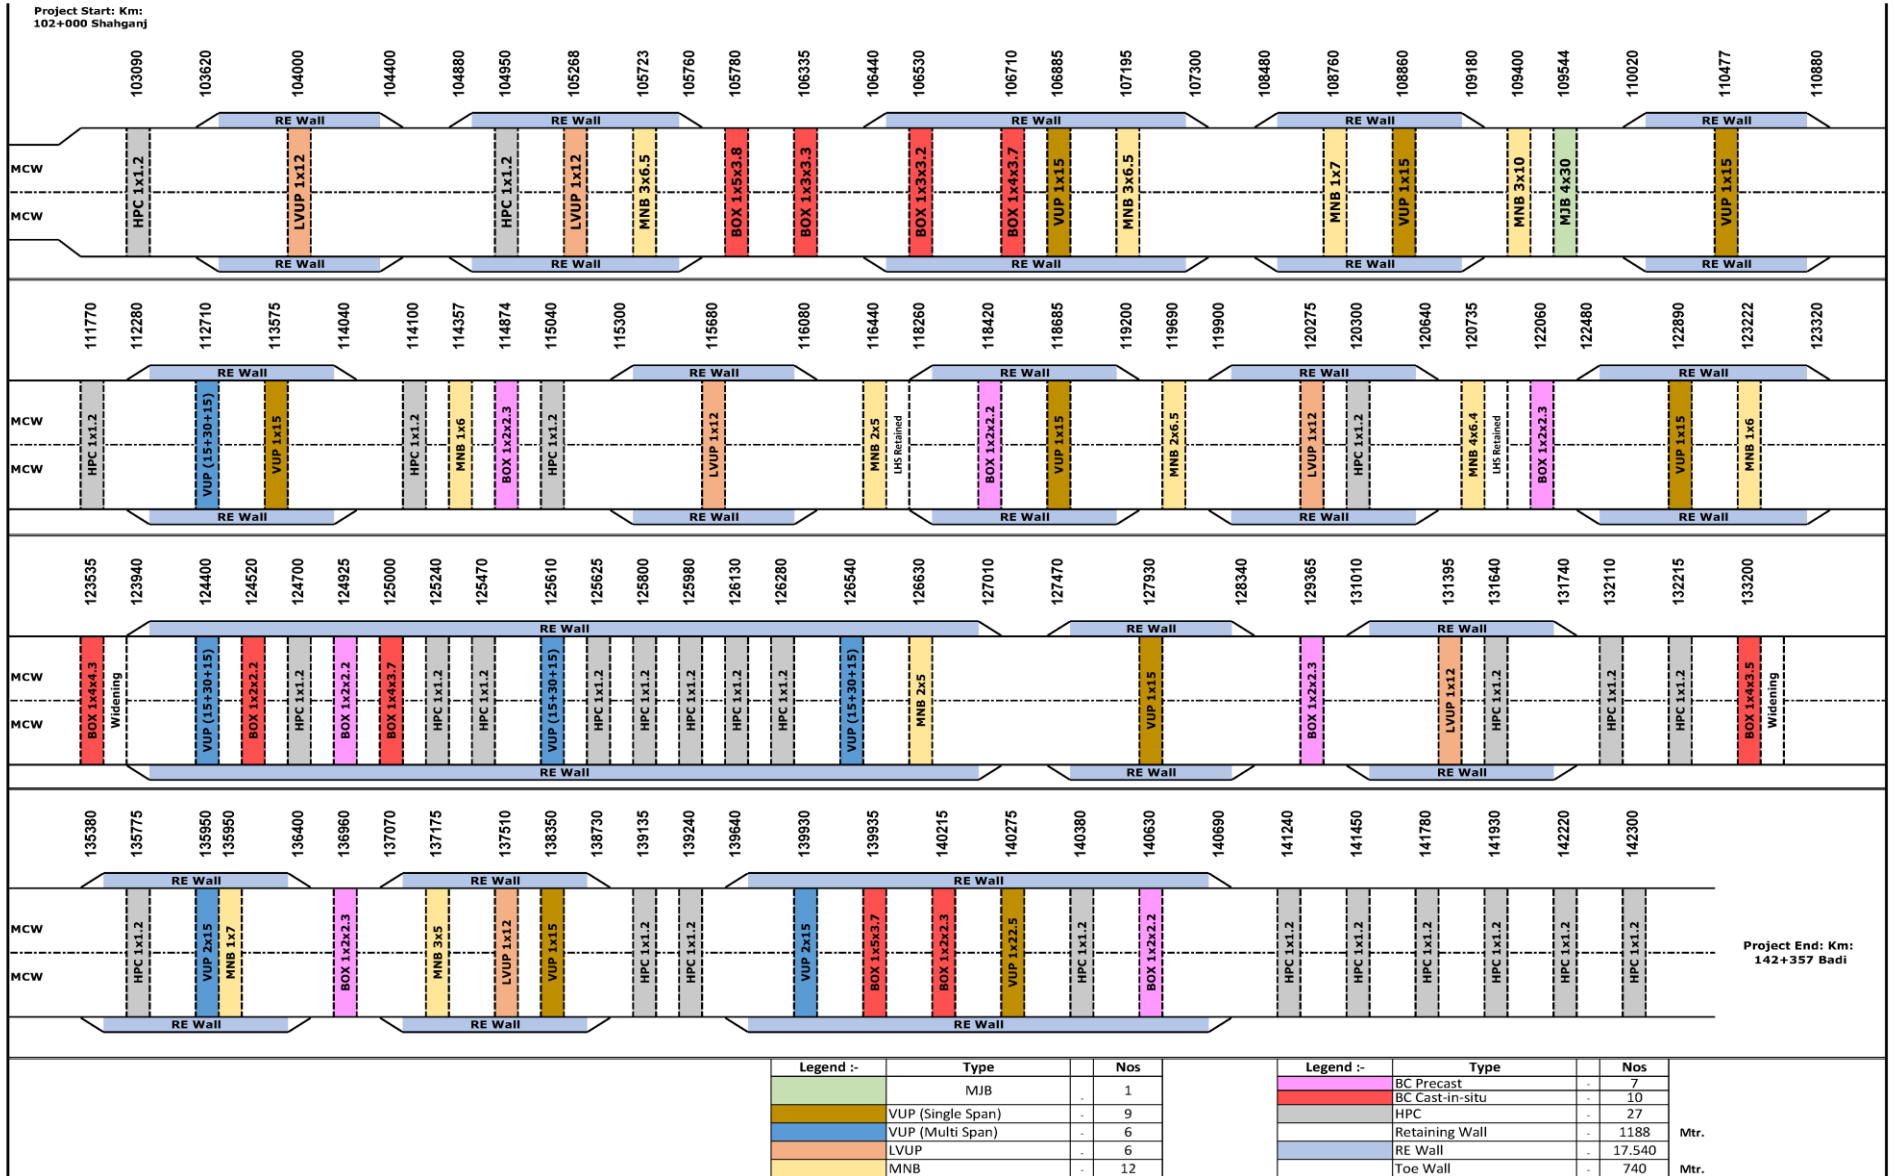 Project Start: Km:
102+000 Shahganj
103090 103620 104000 104400 104880 104950 105268 105723 105760 105780 106335 106440 106530 106710 106885 107195 107300 108480 108760 108860 109180 109400 109544 110020 110477 110880
RE Wall RE Wall RE Wall RE Wall RE Wall
MCW
MCW
HPC 1x1.2 LVUP 1x12 HPC 1x1.2 LVUP 1x12 MNB 3x6.5 BOX 1x5x3.8 BOX 1x3x3.3 BOX 1x3x3.2 BOX 1x4x3.7 VUP 1x15 MNB 3x6.5 MNB 1x7 VUP 1x15 MNB 3x10 MJB 4x30 VUP 1x15
RE Wall RE Wall RE Wall RE Wall RE Wall
111770 112280 112710 113575 114040 114100 114357 114874 115040 115300 115680 116080 116440 118260 118420 118685 119200 119690 119900 120275 120300 120640 120735 122060 122480 122890 123222 123320
RE Wall RE Wall RE Wall RE Wall RE Wall
MCW
MCW
HPC 1x1.2 VUP (15+30+15) VUP 1x15 HPC 1x1.2 MNB 1x6 BOX 1x2x2.3 HPC 1x1.2 LVUP 1x12 MNB 2x5 LHS Retained BOX 1x2x2.2 VUP 1x15 MNB 2x6.5 LVUP 1x12 HPC 1x1.2 MNB 4x6.4 LHS Retained BOX 1x2x2.3 VUP 1x15 MNB 1x6
RE Wall RE Wall RE Wall RE Wall RE Wall
123535 123940 124400 124520 124700 124925 125000 125240 125470 125610 125625 125800 125980 126130 126280 126540 126630 127010 127470 127930 128340 129365 131010 131395 131640 131740 132110 132215 133200
RE Wall RE Wall RE Wall
MCW
MCW
BOX 1x4x4.3 Widening VUP (15+30+15) BOX 1x2x2.2 HPC 1x1.2 BOX 1x2x2.2 BOX 1x4x3.7 HPC 1x1.2 HPC 1x1.2 VUP (15+30+15) HPC 1x1.2 HPC 1x1.2 HPC 1x1.2 HPC 1x1.2 HPC 1x1.2 VUP (15+30+15) MNB 2x5 VUP 1x15 BOX 1x2x2.3 LVUP 1x12 HPC 1x1.2 HPC 1x1.2 HPC 1x1.2 BOX 1x4x3.5 Widening
RE Wall RE Wall RE Wall
135380 135775 135950 135950 136400 136960 137070 137175 137510 138350 138730 139135 139240 139640 139930 139935 140215 140275 140380 140630 140690 141240 141450 141780 141930 142220 142300
RE Wall RE Wall RE Wall
MCW
MCW
HPC 1x1.2 VUP 2x15 MNB 1x7 BOX 1x2x2.3 MNB 3x5 LVUP 1x12 VUP 1x15 HPC 1x1.2 HPC 1x1.2 VUP 2x15 BOX 1x5x3.7 BOX 1x2x2.3 VUP 1x22.5 HPC 1x1.2 BOX 1x2x2.2 HPC 1x1.2 HPC 1x1.2 HPC 1x1.2 HPC 1x1.2 HPC 1x1.2 HPC 1x1.2
Project End: Km:
142+357 Badi
RE Wall RE Wall RE Wall
Legend :- Type Nos
MJB - 1
VUP (Single Span) - 9
VUP (Multi Span) - 6
LVUP - 6
MNB - 12
Legend :- Type Nos
BC Precast - 7
BC Cast-in-situ - 10
HPC - 27
Retaining Wall - 1188 Mtr.
RE Wall - 17.540
Toe Wall - 740 Mtr.